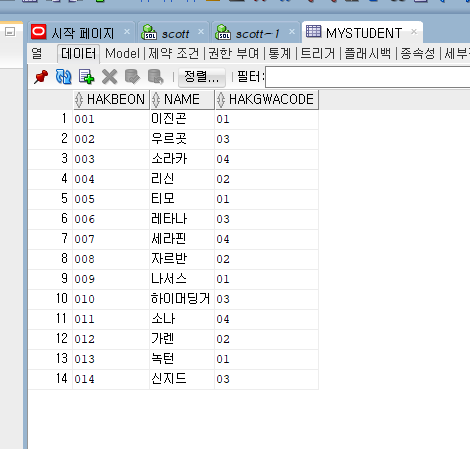 시작 페이지 scott scott~1 MYSTUDENT
열 데이터 Model 제약 조건 권한 부여 통계 트리거 플래시백 종속성 세부
정렬... 필터:
HAKBEON NAME HAKGWACODE
1 001 이진곤 01
2 002 우르곳 03
3 003 소라카 04
4 004 리신 02
5 005 티모 01
6 006 레타나 03
7 007 세라핀 04
8 008 자르반 02
9 009 나서스 01
10 010 하이머딩거 03
11 011 소나 04
12 012 가렌 02
13 013 녹턴 01
14 014 신지드 03